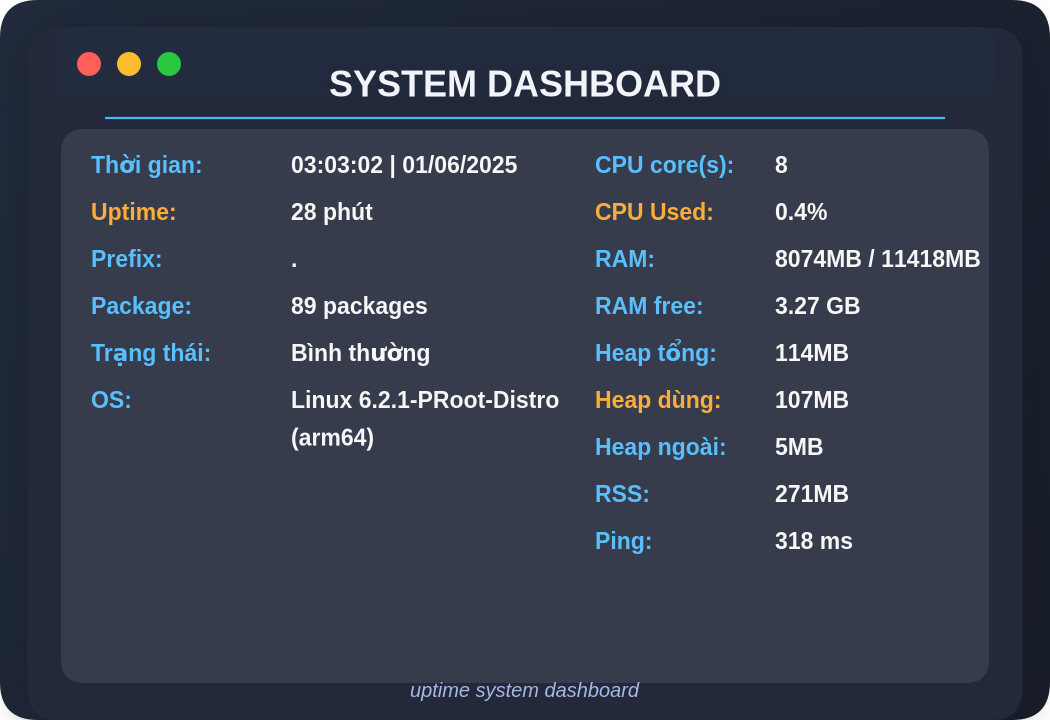 SYSTEM DASHBOARD
Thời gian: 03:03:02 | 01/06/2025
Uptime: 28 phút
Prefix: .
Package: 89 packages
Trạng thái: Bình thường
OS: Linux 6.2.1-PRoot-Distro
(arm64)
CPU core(s): 8
CPU Used: 0.4%
RAM: 8074MB / 11418MB
RAM free: 3.27 GB
Heap tổng: 114MB
Heap dùng: 107MB
Heap ngoài: 5MB
RSS: 271MB
Ping: 318 ms
uptime system dashboard